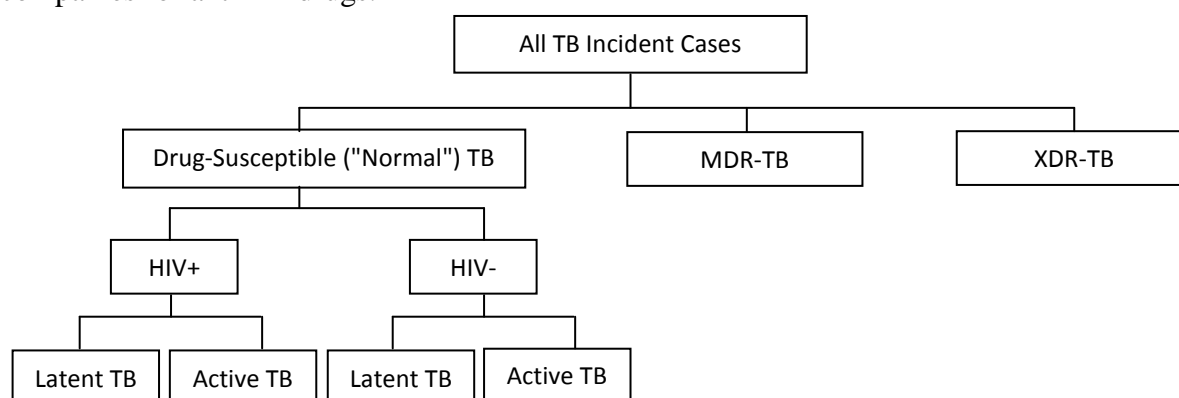 All TB Incident Cases
Drug-Susceptible ("Normal") TB
MDR-TB
XDR-TB
HIV+
HIV-
Latent TB
Active TB
Latent TB
Active TB